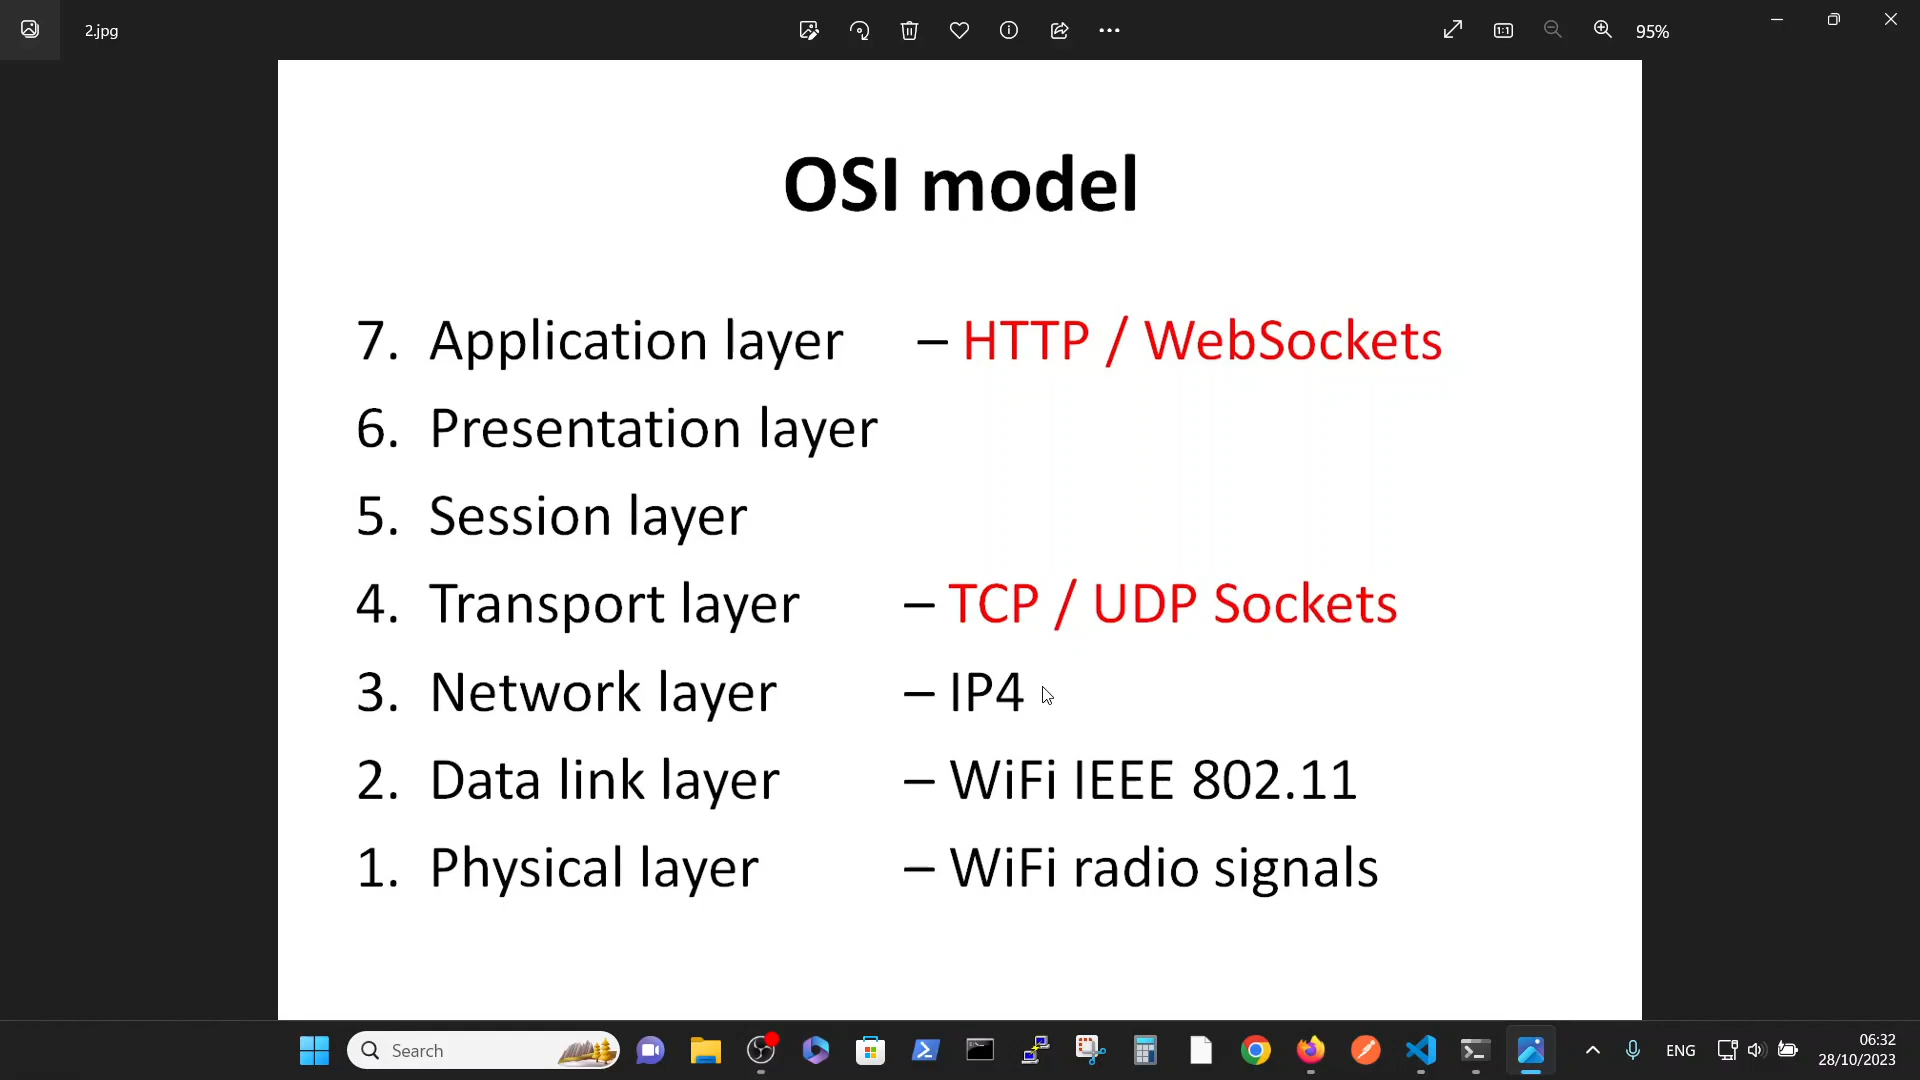 2.jpg
95%
OSI model
7. Application layer – HTTP / WebSockets
6. Presentation layer
5. Session layer
4. Transport layer – TCP / UDP Sockets
3. Network layer – IP4
2. Data link layer – WiFi IEEE 802.11
1. Physical layer – WiFi radio signals
Search
ENG
06:32
28/10/2023